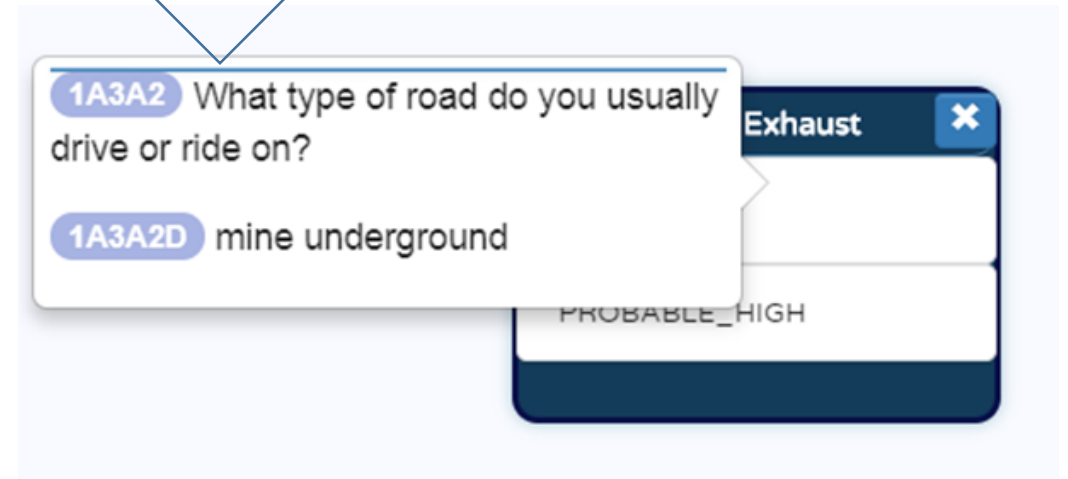 1A3A2 What type of road do you usually
drive or ride on?
1A3A2D mine underground
Exhaust
PROBABLE_HIGH